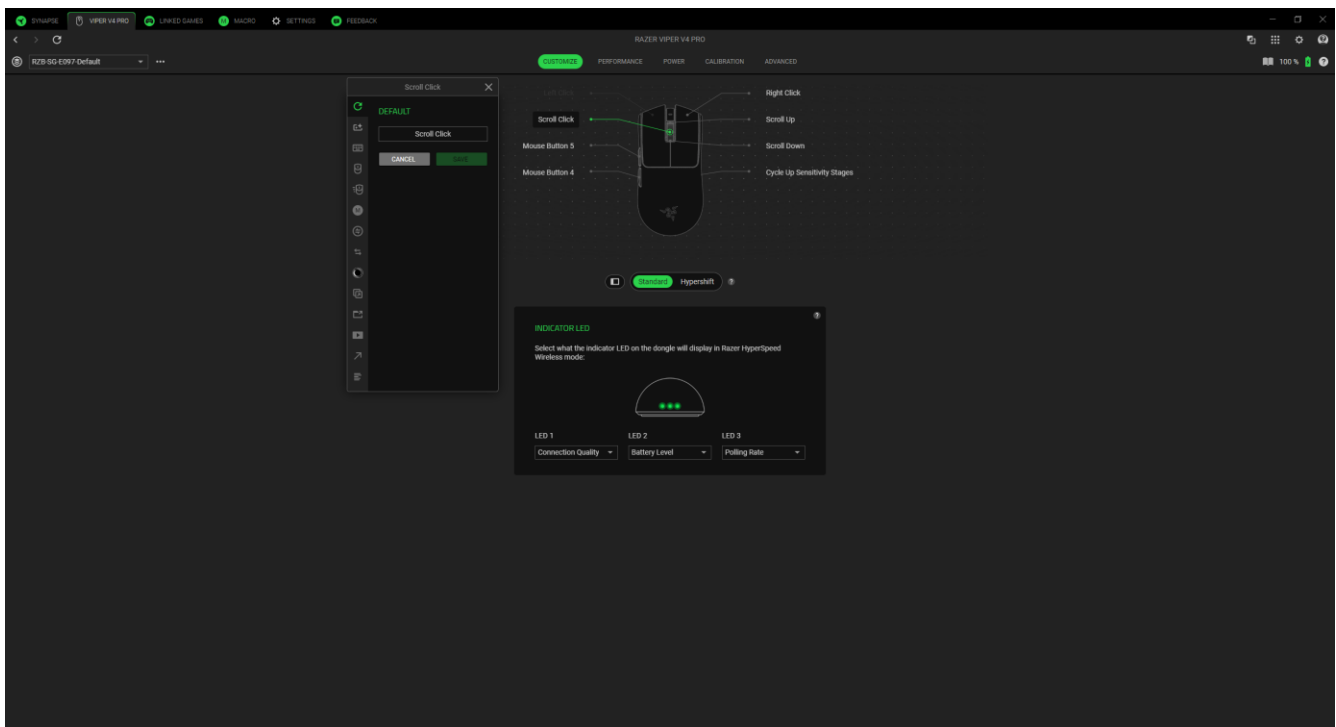 SYNAPSE VIPER V4 PRO LINKED GAMES MACRO SETTINGS FEEDBACK
RAZER VIPER V4 PRO
RZB-SG-E097-Default
CUSTOMIZE PERFORMANCE POWER CALIBRATION ADVANCED
100 %
Scroll Click
DEFAULT
Scroll Click
CANCEL SAVE
Left Click
Right Click
Scroll Click
Scroll Up
Mouse Button 5
Scroll Down
Mouse Button 4
Cycle Up Sensitivity Stages
Standard Hypershift
INDICATOR LED
Select what the indicator LED on the dongle will display in Razer HyperSpeed
Wireless mode:
LED 1 LED 2 LED 3
Connection Quality Battery Level Polling Rate